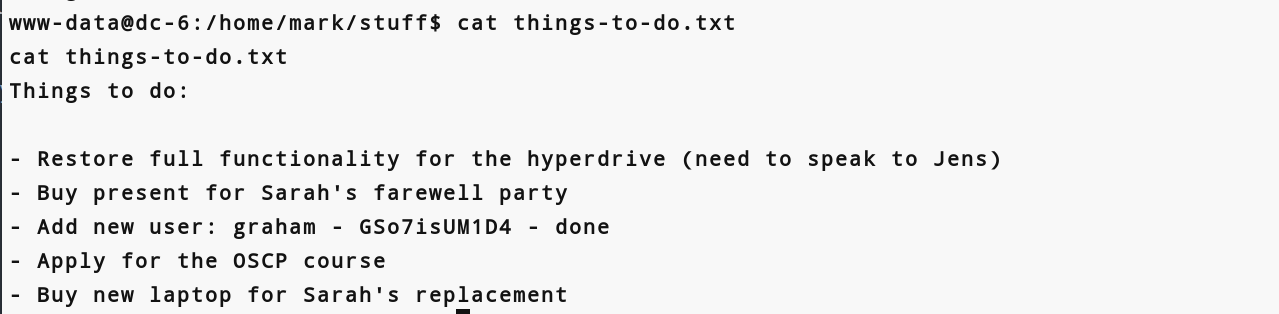 www-data@dc-6:/home/mark/stuff$ cat things-to-do.txt
cat things-to-do.txt
Things to do:

- Restore full functionality for the hyperdrive (need to speak to Jens)
- Buy present for Sarah's farewell party
- Add new user: graham - GSo7isUM1D4 - done
- Apply for the OSCP course
- Buy new laptop for Sarah's replacement